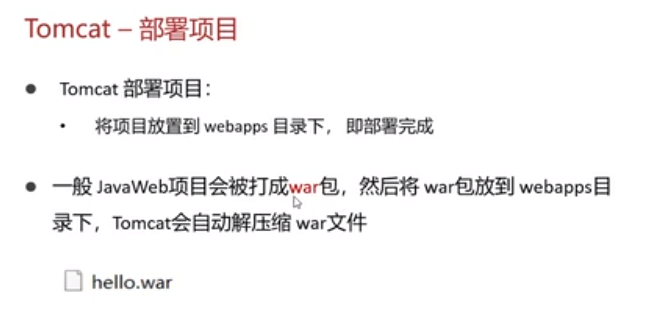 Tomcat – 部署项目
● Tomcat 部署项目：
• 将项目放置到 webapps 目录下， 即部署完成
● 一般 JavaWeb项目会被打成war包，然后将 war包放到 webapps目
录下，Tomcat会自动解压缩 war文件
hello.war